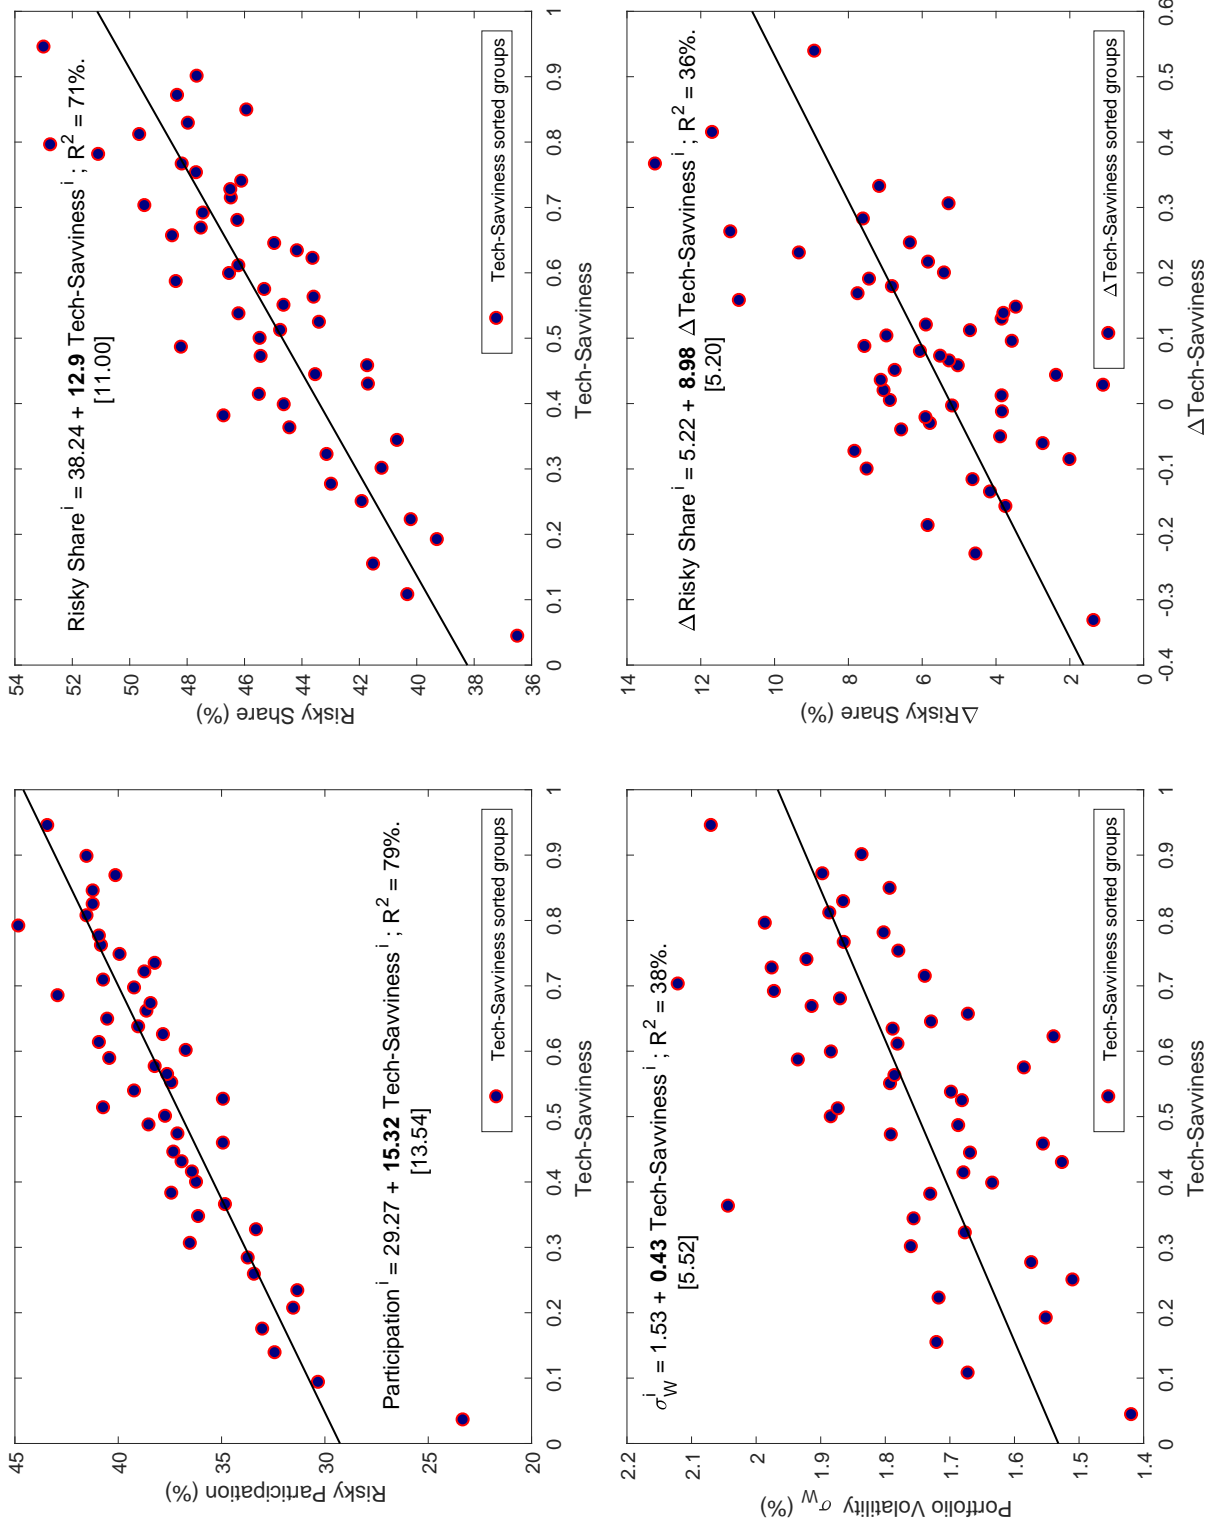 Risky Participation (%)
45
40
35
30
25
20
Participation i = 29.27 + 15.32 Tech-Savviness i ; R2 = 79%.
[13.54]
Tech-Savviness sorted groups
0 0.1 0.2 0.3 0.4 0.5 0.6 0.7 0.8 0.9 1
Tech-Savviness
Risky Share (%)
54
52
50
48
46
44
42
40
38
36
Risky Share i = 38.24 + 12.9 Tech-Savviness i ; R2 = 71%.
[11.00]
Tech-Savviness sorted groups
0 0.1 0.2 0.3 0.4 0.5 0.6 0.7 0.8 0.9 1
Tech-Savviness
Portfolio Volatility σW (%)
2.2
2.1
2
1.9
1.8
1.7
1.6
1.5
1.4
σiW = 1.53 + 0.43 Tech-Savviness i ; R2 = 38%.
[5.52]
Tech-Savviness sorted groups
0 0.1 0.2 0.3 0.4 0.5 0.6 0.7 0.8 0.9 1
Tech-Savviness
ΔRisky Share (%)
14
12
10
8
6
4
2
0
ΔRisky Share i = 5.22 + 8.98 ΔTech-Savviness i ; R2 = 36%.
[5.20]
ΔTech-Savviness sorted groups
-0.4 -0.3 -0.2 -0.1 0 0.1 0.2 0.3 0.4 0.5 0.6
ΔTech-Savviness